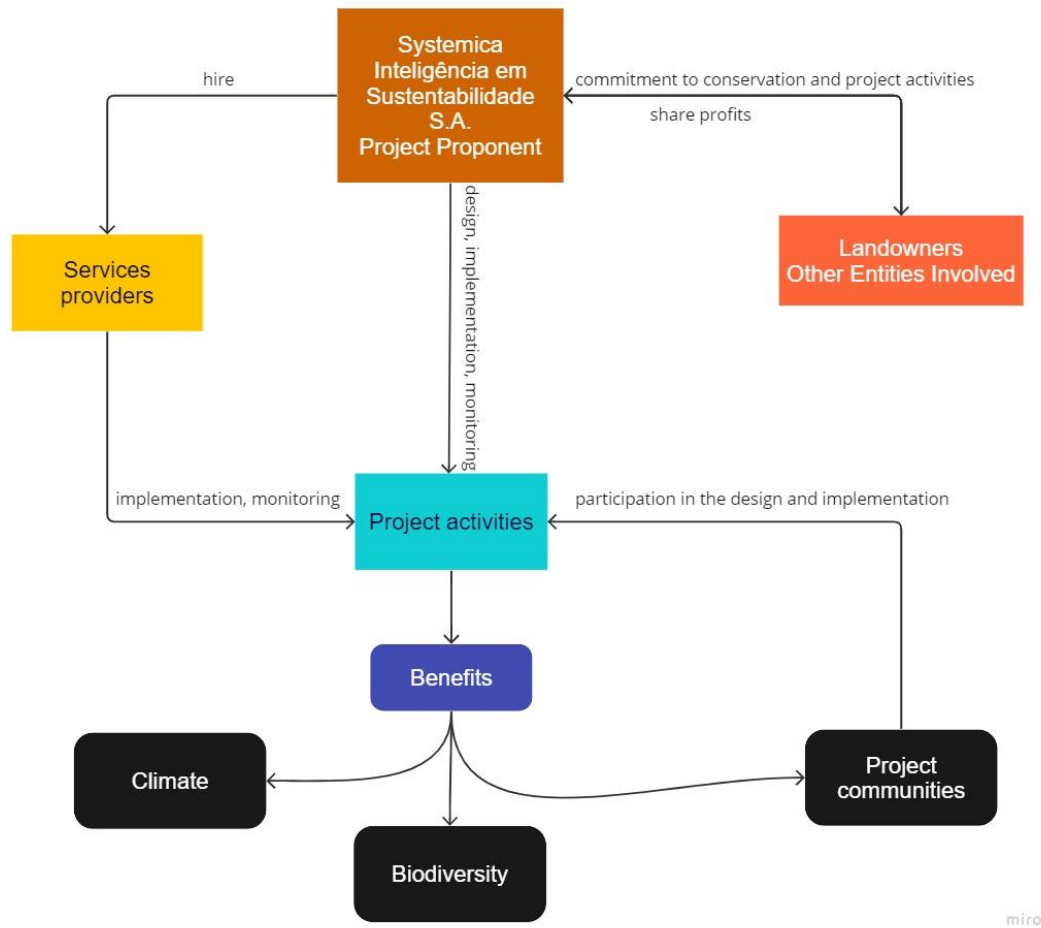 Systemica
Inteligência em
Sustentabilidade
S.A.
Project Proponent
hire
commitment to conservation and project activities
share profits
Services
providers
design, implementation, monitoring
Landowners
Other Entities Involved
implementation, monitoring
Project activities
participation in the design and implementation
Benefits
Climate
Project
communities
Biodiversity
miro